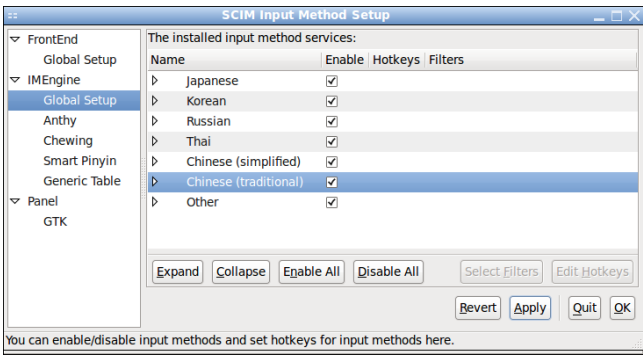 SCIM Input Method Setup
FrontEnd
Global Setup
IMEngine
Global Setup
Anthy
Chewing
Smart Pinyin
Generic Table
Panel
GTK
The installed input method services:
Name Enable Hotkeys Filters
Japanese
Korean
Russian
Thai
Chinese (simplified)
Chinese (traditional)
Other
Expand Collapse Enable All Disable All Select Filters Edit Hotkeys
Revert Apply Quit OK
You can enable/disable input methods and set hotkeys for input methods here.